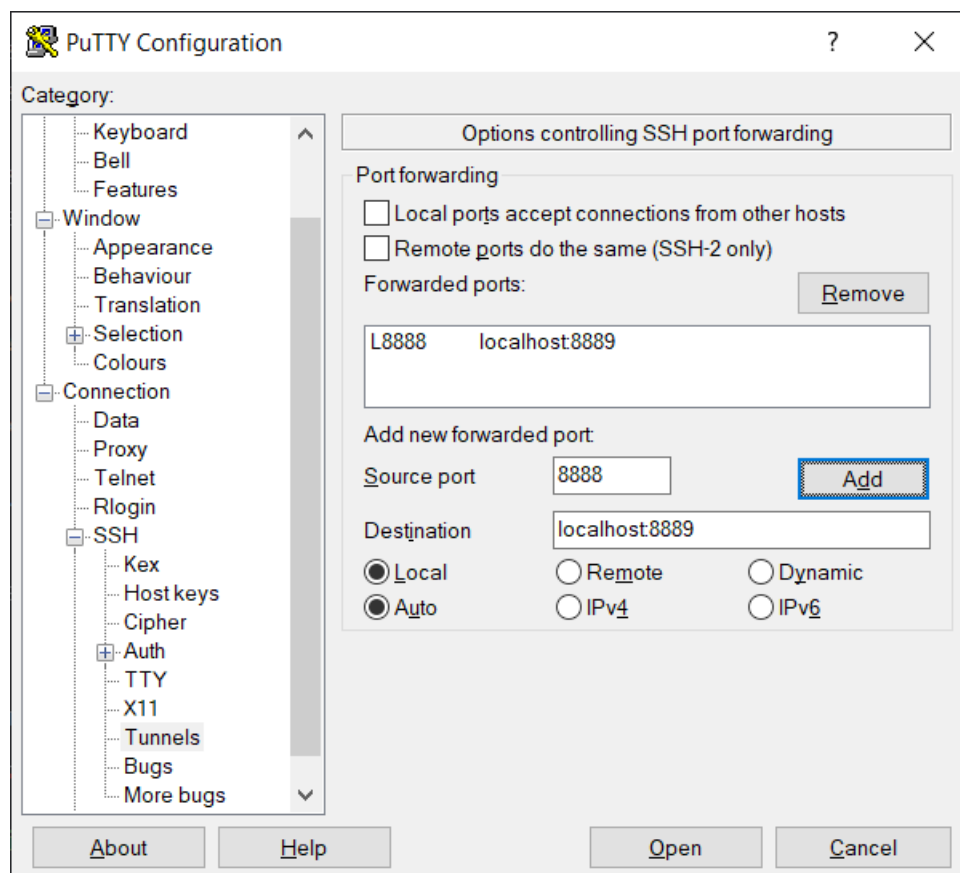 PuTTY Configuration
?
Category:
Keyboard
Bell
Features
Window
Appearance
Behaviour
Translation
Selection
Colours
Connection
Data
Proxy
Telnet
Rlogin
SSH
Kex
Host keys
Cipher
Auth
TTY
X11
Tunnels
Bugs
More bugs
Options controlling SSH port forwarding
Port forwarding
Local ports accept connections from other hosts
Remote ports do the same (SSH-2 only)
Forwarded ports:
Remove
L8888 localhost:8889
Add new forwarded port:
Source port 8888 Add
Destination localhost:8889
Local Remote Dynamic
Auto IPv4 IPv6
About Help Open Cancel